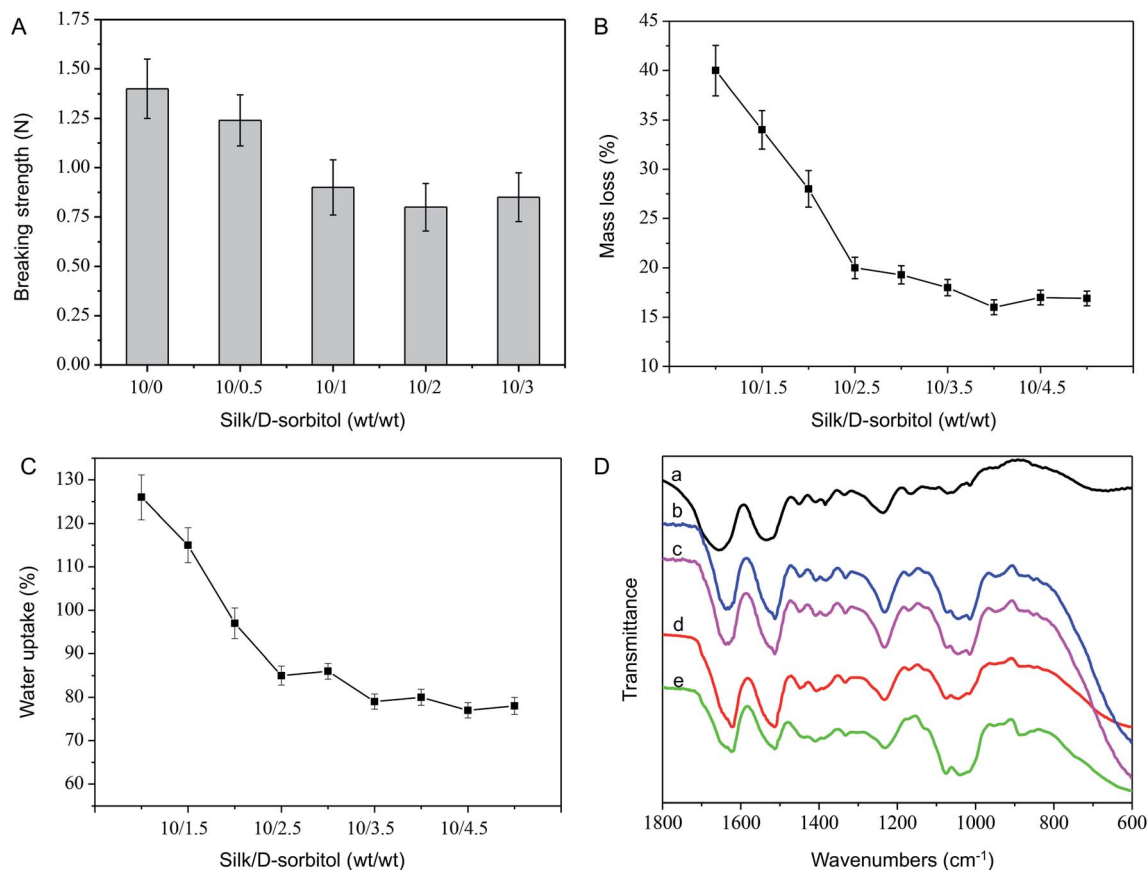 A
Breaking strength (N)
1.75
1.50
1.25
1.00
0.75
0.50
0.25
0.00
10/0 10/0.5 10/1 10/2 10/3
Silk/D-sorbitol (wt/wt)
B
Mass loss (%)
45
40
35
30
25
20
15
10
10/1.5 10/2.5 10/3.5 10/4.5
Silk/D-sorbitol (wt/wt)
C
Water uptake (%)
130
120
110
100
90
80
70
60
10/1.5 10/2.5 10/3.5 10/4.5
Silk/D-sorbitol (wt/wt)
D
Transmittance
a
b
c
d
e
1800 1600 1400 1200 1000 800 600
Wavenumbers (cm⁻¹)